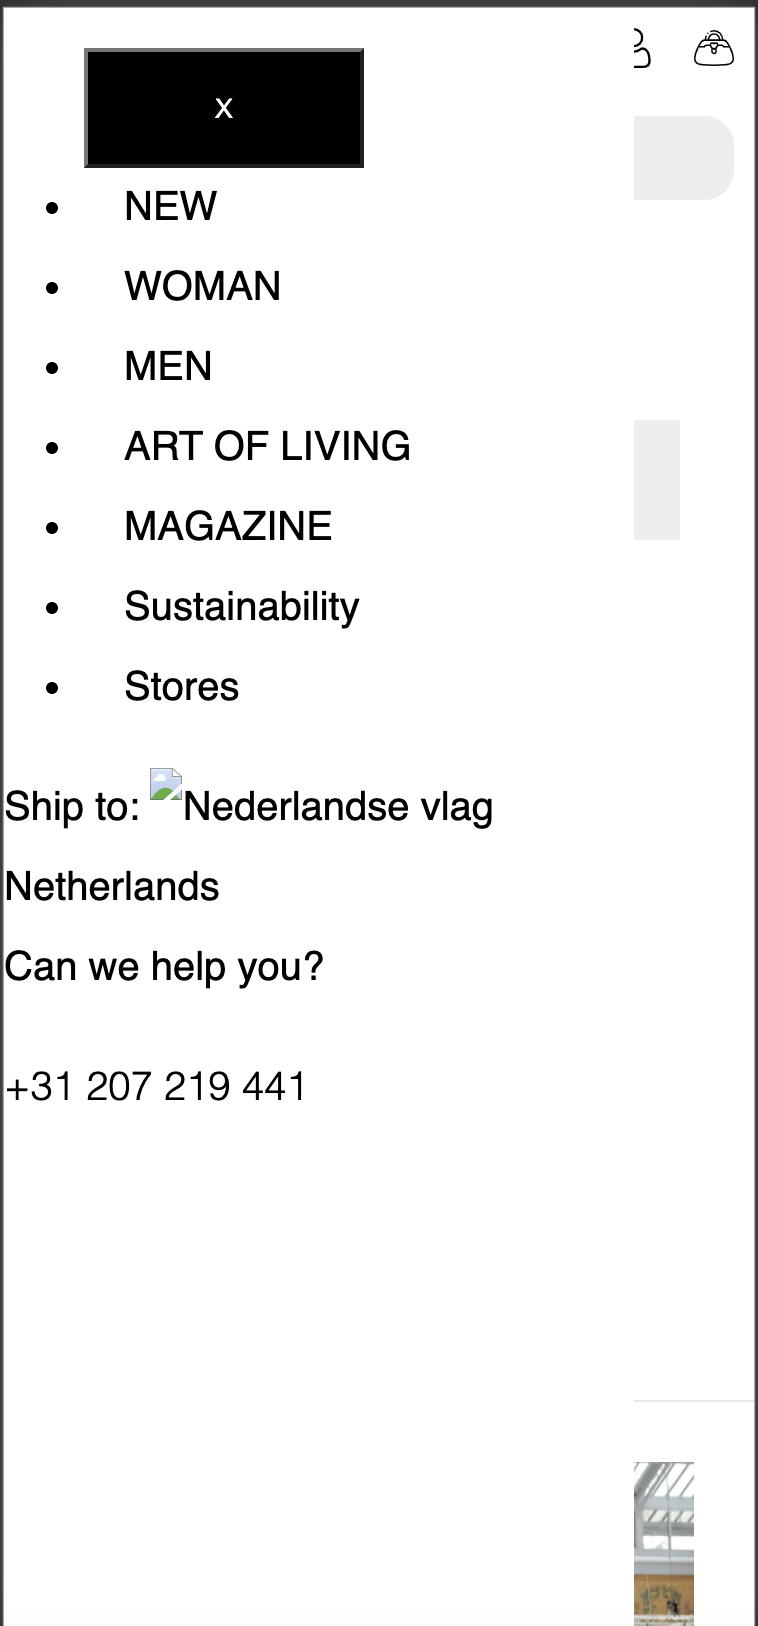 x
NEW
WOMAN
MEN
ART OF LIVING
MAGAZINE
Sustainability
Stores
Ship to: Nederlandse vlag
Netherlands
Can we help you?
+31 207 219 441